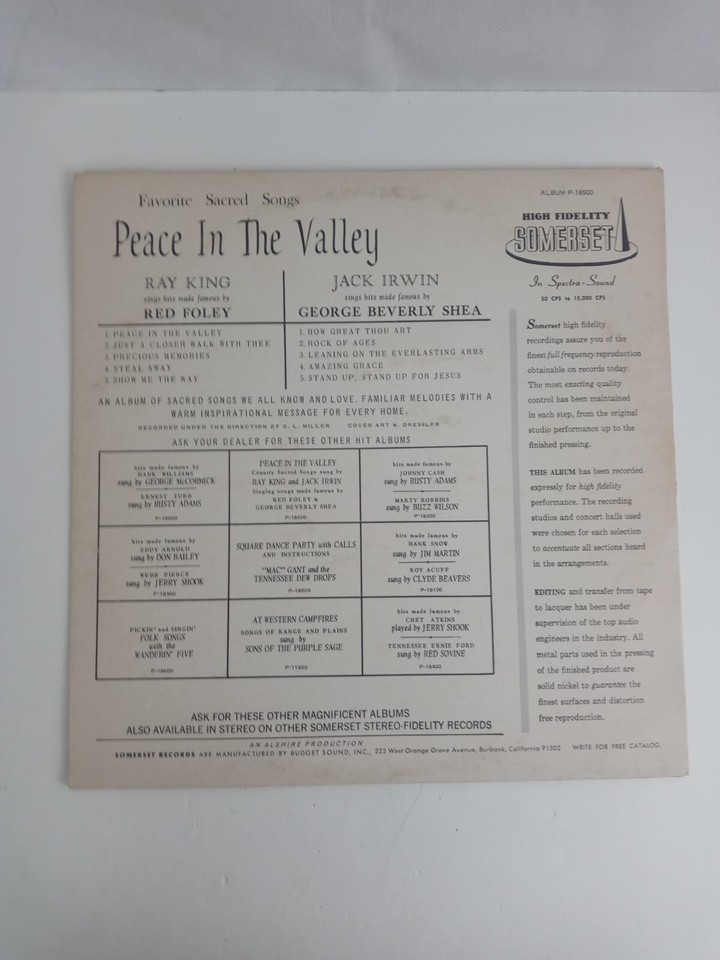 Favorite Sacred Songs
Peace In The Valley
RAY KING
sings hits made famous by
RED FOLEY
1. PEACE IN THE VALLEY
2. JUST A CLOSER WALK WITH THEE
3. PRECIOUS MEMORIES
4. STEAL AWAY
5. SHOW ME THE WAY
JACK IRWIN
sings hits made famous by
GEORGE BEVERLY SHEA
1. HOW GREAT THOU ART
2. ROCK OF AGES
3. LEANING ON THE EVERLASTING ARMS
4. AMAZING GRACE
5. STAND UP, STAND UP FOR JESUS
AN ALBUM OF SACRED SONGS WE ALL KNOW AND LOVE. FAMILIAR MELODIES WITH A
WARM INSPIRATIONAL MESSAGE FOR EVERY HOME.
RECORDED UNDER THE DIRECTION OF D. L. MILLER COVER ART W. DRESSLER
ASK YOUR DEALER FOR THESE OTHER HIT ALBUMS
hits made famous by
HANK WILLIAMS
sung by GEORGE McCORMICK
ERNEST TUBB
sung by RUSTY ADAMS
PEACE IN THE VALLEY
Country Sacred Songs sung by
RAY KING and JACK IRWIN
Singing songs made famous by
RED FOLEY &
GEORGE BEVERLY SHEA
P-18500
hits made famous by
JOHNNY CASH
sung by RUSTY ADAMS
MARTY ROBBINS
sung by BUZZ WILSON
hits made famous by
EDDY ARNOLD
sung by DON BAILEY
WEBB PIERCE
sung by JERRY SHOOK
SQUARE DANCE PARTY with CALLS
AND INSTRUCTIONS
"MAC" GANT and the
TENNESSEE DEW DROPS
hits made famous by
HANK SNOW
sung by JIM MARTIN
ROY ACUFF
sung by CLYDE BEAVERS
P-18100
PICKIN' and SINGIN'
FOLK SONGS
with the
WANDERIN' FIVE
AT WESTERN CAMPFIRES
SONGS OF RANGE AND PLAINS
sung by
SONS OF THE PURPLE SAGE
hits made famous by
CHET ATKINS
played by JERRY SHOOK
TENNESSEE ERNIE FORD
sung by RED SOVINE
P-18400
ASK FOR THESE OTHER MAGNIFICENT ALBUMS
ALSO AVAILABLE IN STEREO ON OTHER SOMERSET STEREO-FIDELITY RECORDS
AN ALSHIRE PRODUCTION
SOMERSET RECORDS ARE MANUFACTURED BY BUDGET SOUND, INC., 222 West Orange Grove Avenue, Burbank, California 91502 WRITE FOR FREE CATALOG.
ALBUM P-18500
HIGH FIDELITY
SOMERSET
In Spectra-Sound
50 CPS to 15,000 CPS
Somerset high fidelity
recordings assure you of the
finest full frequency reproduction
obtainable on records today.
The most exacting quality
control has been maintained
in each step, from the original
studio performance up to the
finished pressing.
THIS ALBUM has been recorded
expressly for high fidelity
performance. The recording
studios and concert halls used
were chosen for each selection
to accentuate all sections heard
in the arrangements.
EDITING and transfer from tape
to lacquer has been under
supervision of the top audio
engineers in the industry. All
metal parts used in the pressing
of the finished product are
solid nickel to guarantee the
finest surfaces and distortion
free reproduction.